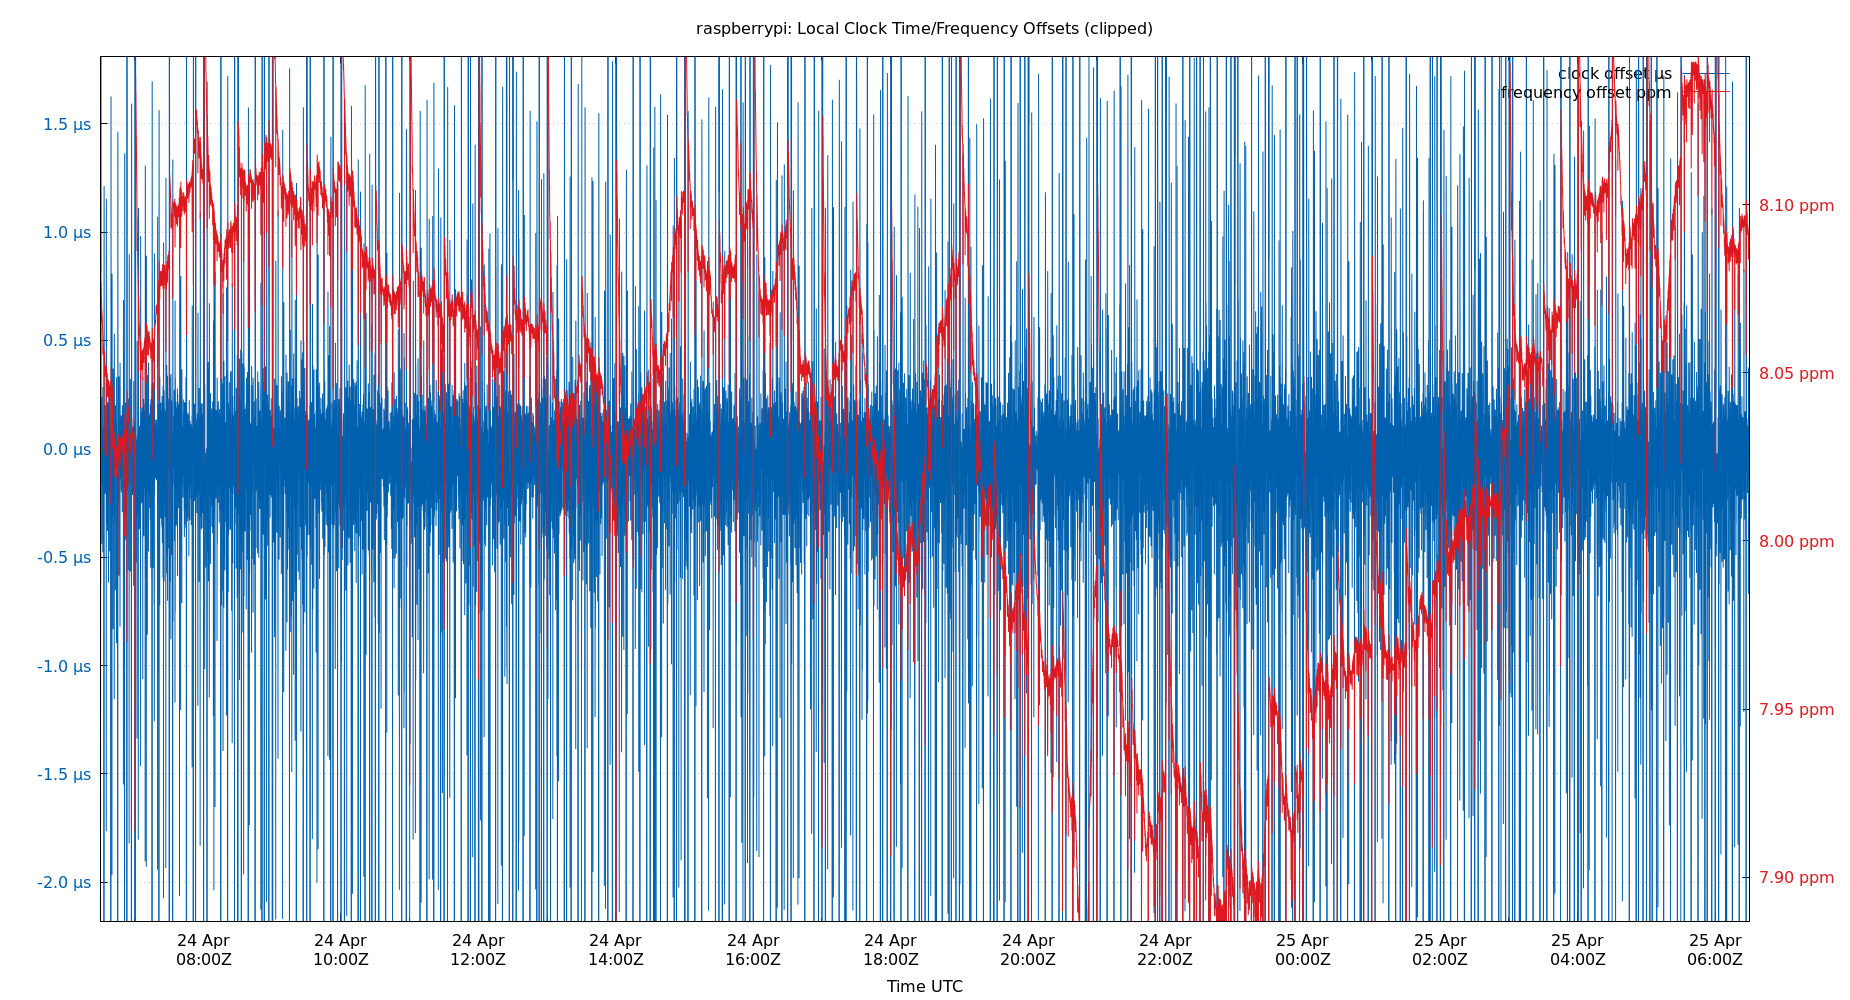 raspberrypi: Local Clock Time/Frequency Offsets (clipped)
clock offset µs
frequency offset ppm
1.5 µs
1.0 µs
0.5 µs
0.0 µs
-0.5 µs
-1.0 µs
-1.5 µs
-2.0 µs
8.10 ppm
8.05 ppm
8.00 ppm
7.95 ppm
7.90 ppm
24 Apr 24 Apr 24 Apr 24 Apr 24 Apr 24 Apr 24 Apr 24 Apr 25 Apr 25 Apr 25 Apr 25 Apr
08:00Z 10:00Z 12:00Z 14:00Z 16:00Z 18:00Z 20:00Z 22:00Z 00:00Z 02:00Z 04:00Z 06:00Z
Time UTC